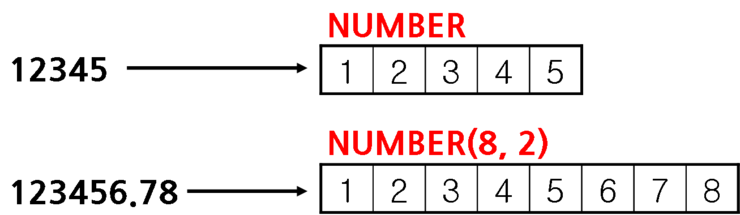 NUMBER
12345 1 2 3 4 5
NUMBER(8, 2)
123456.78 1 2 3 4 5 6 7 8